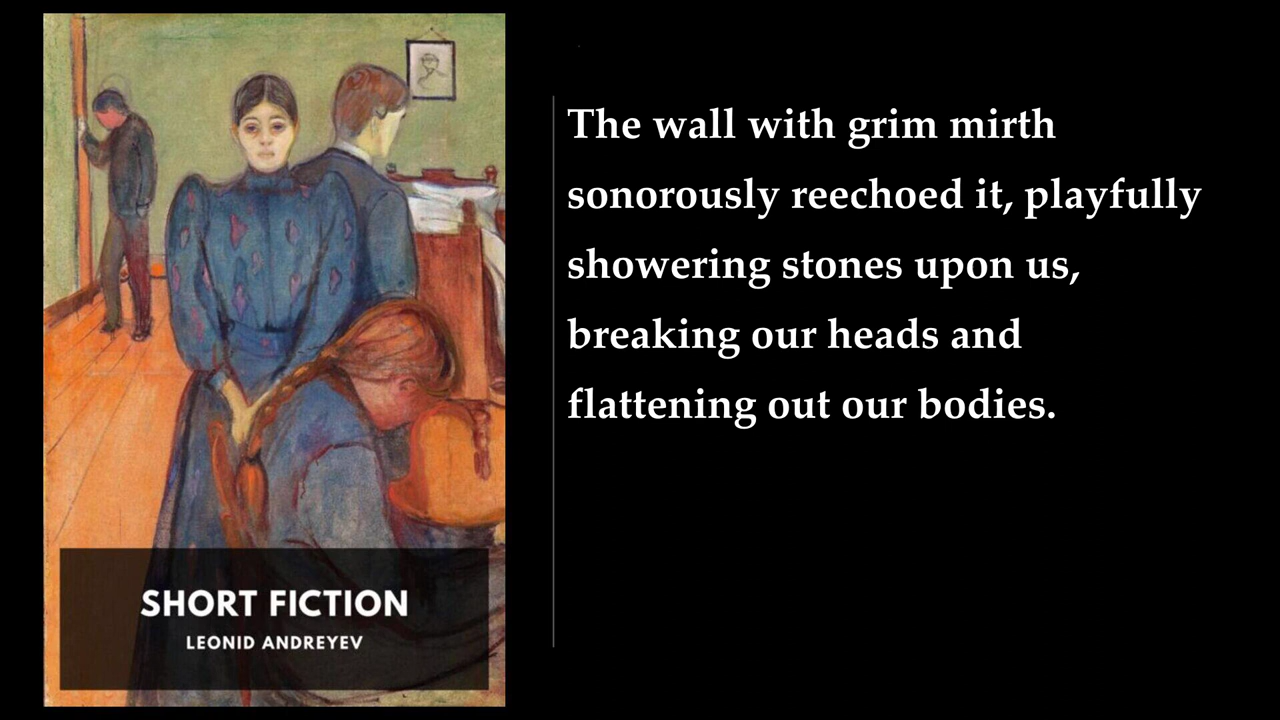 The wall with grim mirth
sonorously reechoed it, playfully
showering stones upon us,
breaking our heads and
flattening out our bodies.
SHORT FICTION
LEONID ANDREYEV